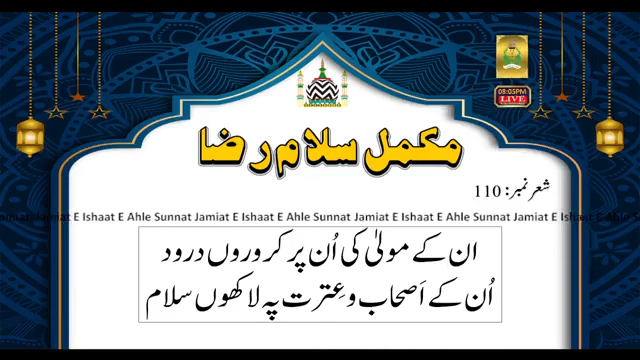 08:05PM
LIVE
مکمل سلام رضا
شعر نمبر: 110
Jamiat E Ishaat E Ahle Sunnat Jamiat E Ishaat E Ahle Sunnat Jamiat E Ishaat E Ahle Sunnat Jamiat E Ishaat E Ahle Sunnat
ان کے مولیٰ کی اُن پر کروروں درود
اُن کے اَصحاب و عِترت پہ لاکھوں سلام